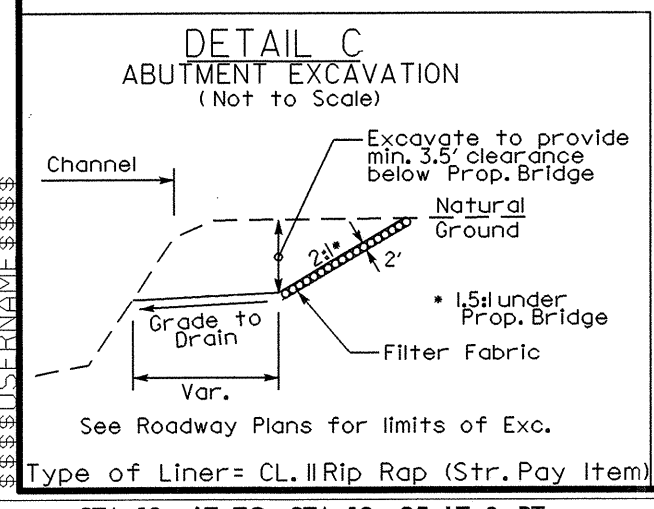 DETAIL C
ABUTMENT EXCAVATION
(Not to Scale)
Excavate to provide
min. 3.5' clearance
below Prop. Bridge
Channel
Natural
Ground
2:1*
2'
* 1.5:1 under
Prop. Bridge
Grade to
Drain
Filter Fabric
Var.
See Roadway Plans for limits of Exc.
Type of Liner= CL. II Rip Rap (Str. Pay Item)